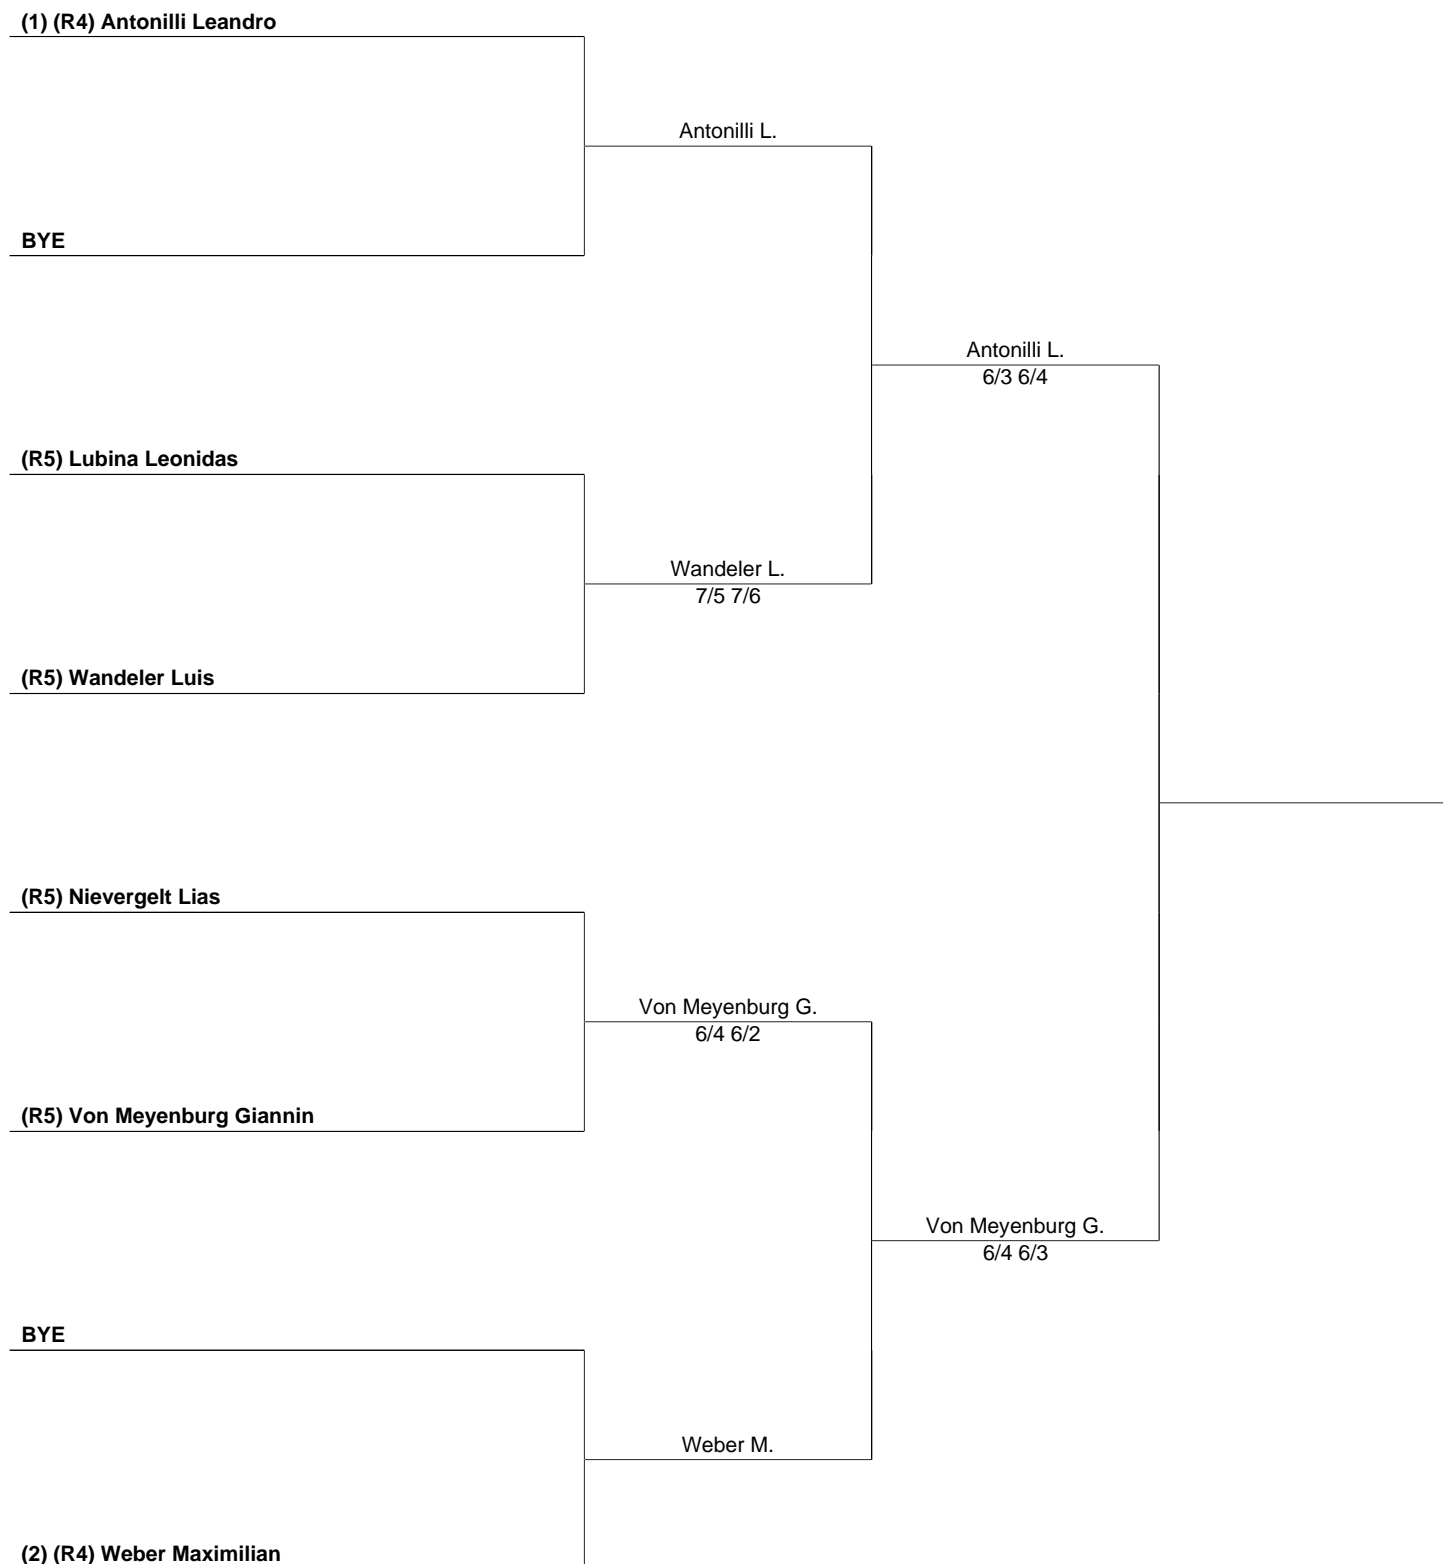 (1) (R4) Antonilli Leandro
Antonilli L.
BYE
Antonilli L.
6/3 6/4
(R5) Lubina Leonidas
Wandeler L.
7/5 7/6
(R5) Wandeler Luis
(R5) Nievergelt Lias
Von Meyenburg G.
6/4 6/2
(R5) Von Meyenburg Giannin
Von Meyenburg G.
6/4 6/3
BYE
Weber M.
(2) (R4) Weber Maximilian